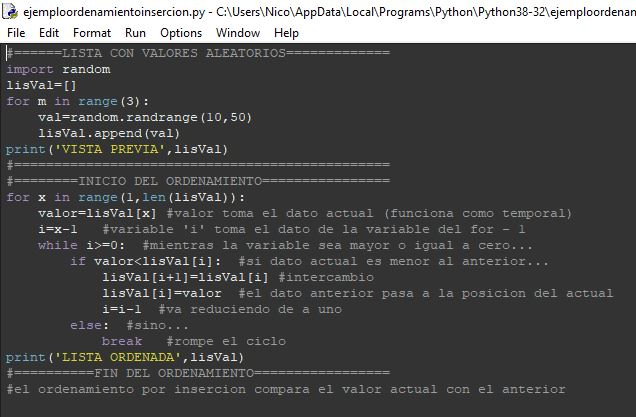 ejemploordenamientoinsercion.py - C:\Users\Nico\AppData\Local\Programs\Python\Python38-32\ejemploordenan
File Edit Format Run Options Window Help
#======LISTA CON VALORES ALEATORIOS=============
import random
lisVal=[]
for m in range(3):
    val=random.randrange(10,50)
    lisVal.append(val)
print('VISTA PREVIA',lisVal)
#===============================================
#========INICIO DEL ORDENAMIENTO================
for x in range(1,len(lisVal)):
    valor=lisVal[x] #valor toma el dato actual (funciona como temporal)
    i=x-1   #variable 'i' toma el dato de la variable del for - 1
    while i>=0:  #mientras la variable sea mayor o igual a cero...
        if valor<lisVal[i]:  #si dato actual es menor al anterior...
            lisVal[i+1]=lisVal[i] #intercambio
            lisVal[i]=valor  #el dato anterior pasa a la posicion del actual
            i=i-1 #va reduciendo de a uno
        else:  #sino...
            break   #rompe el ciclo
print('LISTA ORDENADA',lisVal)
#==========FIN DEL ORDENAMIENTO=================
#el ordenamiento por insercion compara el valor actual con el anterior